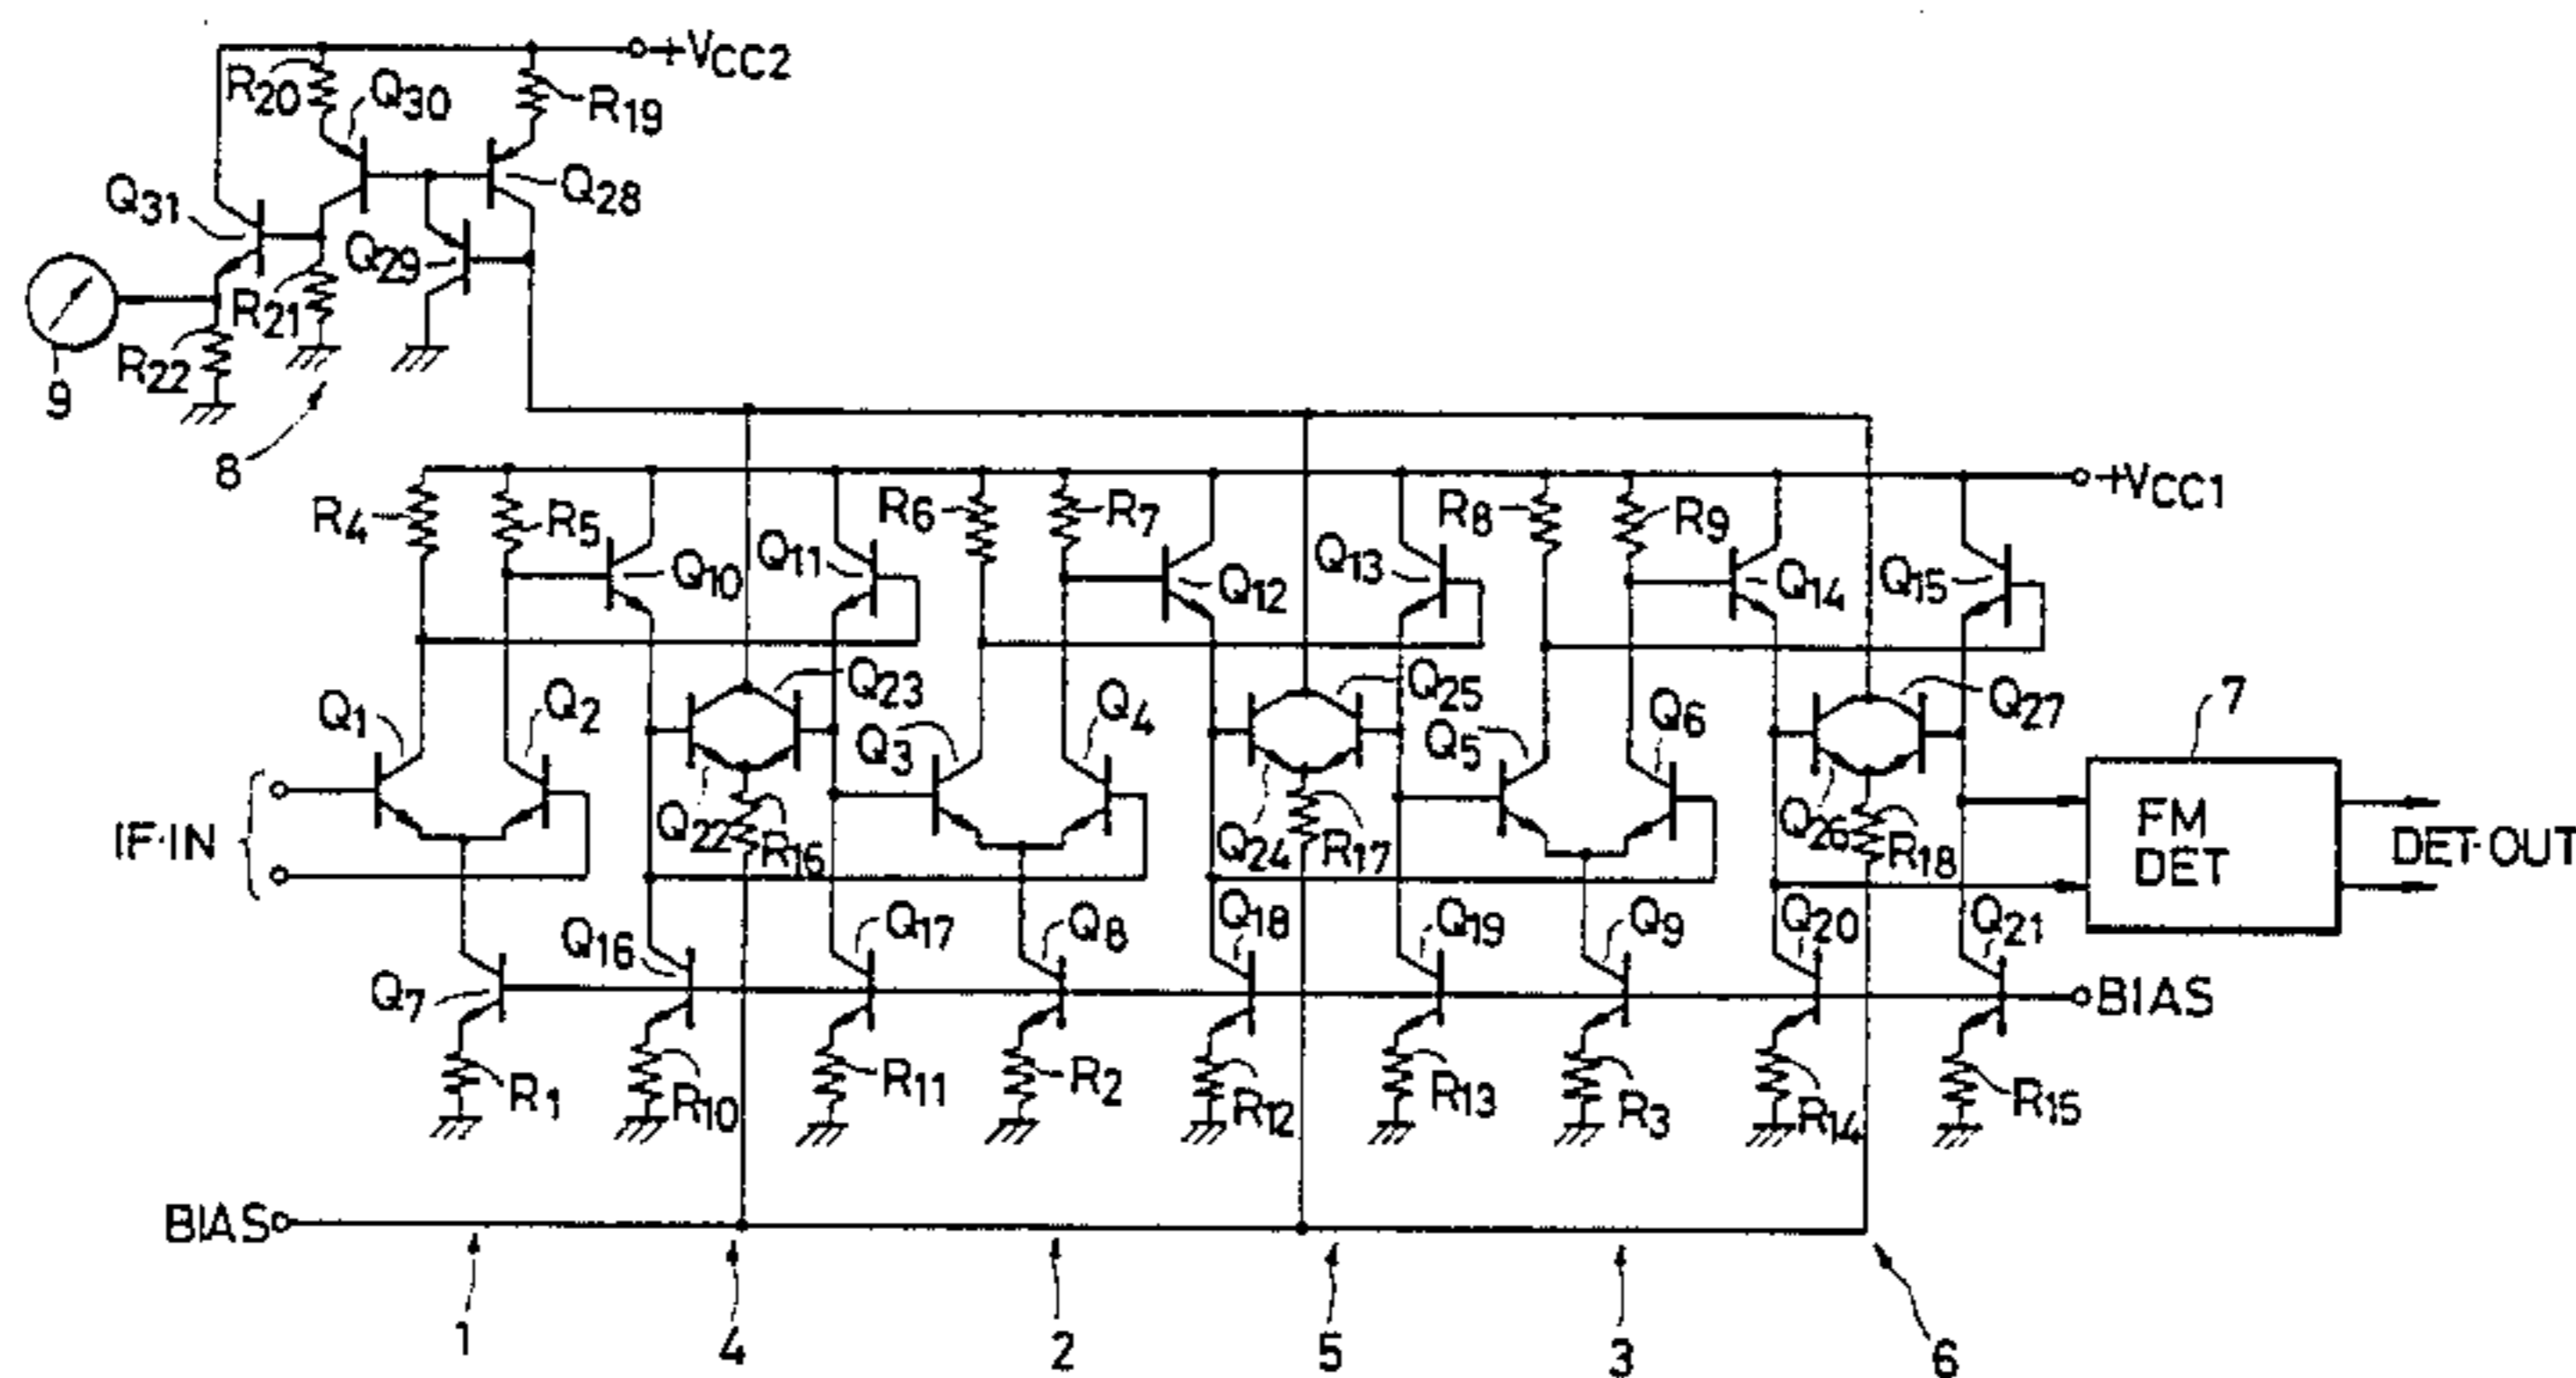 +VCC2
R20
Q30
R19
Q31
Q28
Q29
R21
R22
9
8
+VCC1
R4
R5
Q10
Q11
R6
R7
Q12
Q13
R8
R9
Q14
Q15
Q1
Q2
Q23
Q3
Q4
Q25
Q5
Q6
Q27
7
IF·IN
Q22
R16
Q24
R17
Q26
R18
FM
DET
DET·OUT
Q7
Q16
Q17
Q8
Q18
Q19
Q9
Q20
Q21
BIAS
R1
R10
R11
R2
R12
R13
R3
R14
R15
BIAS
1
4
2
5
3
6